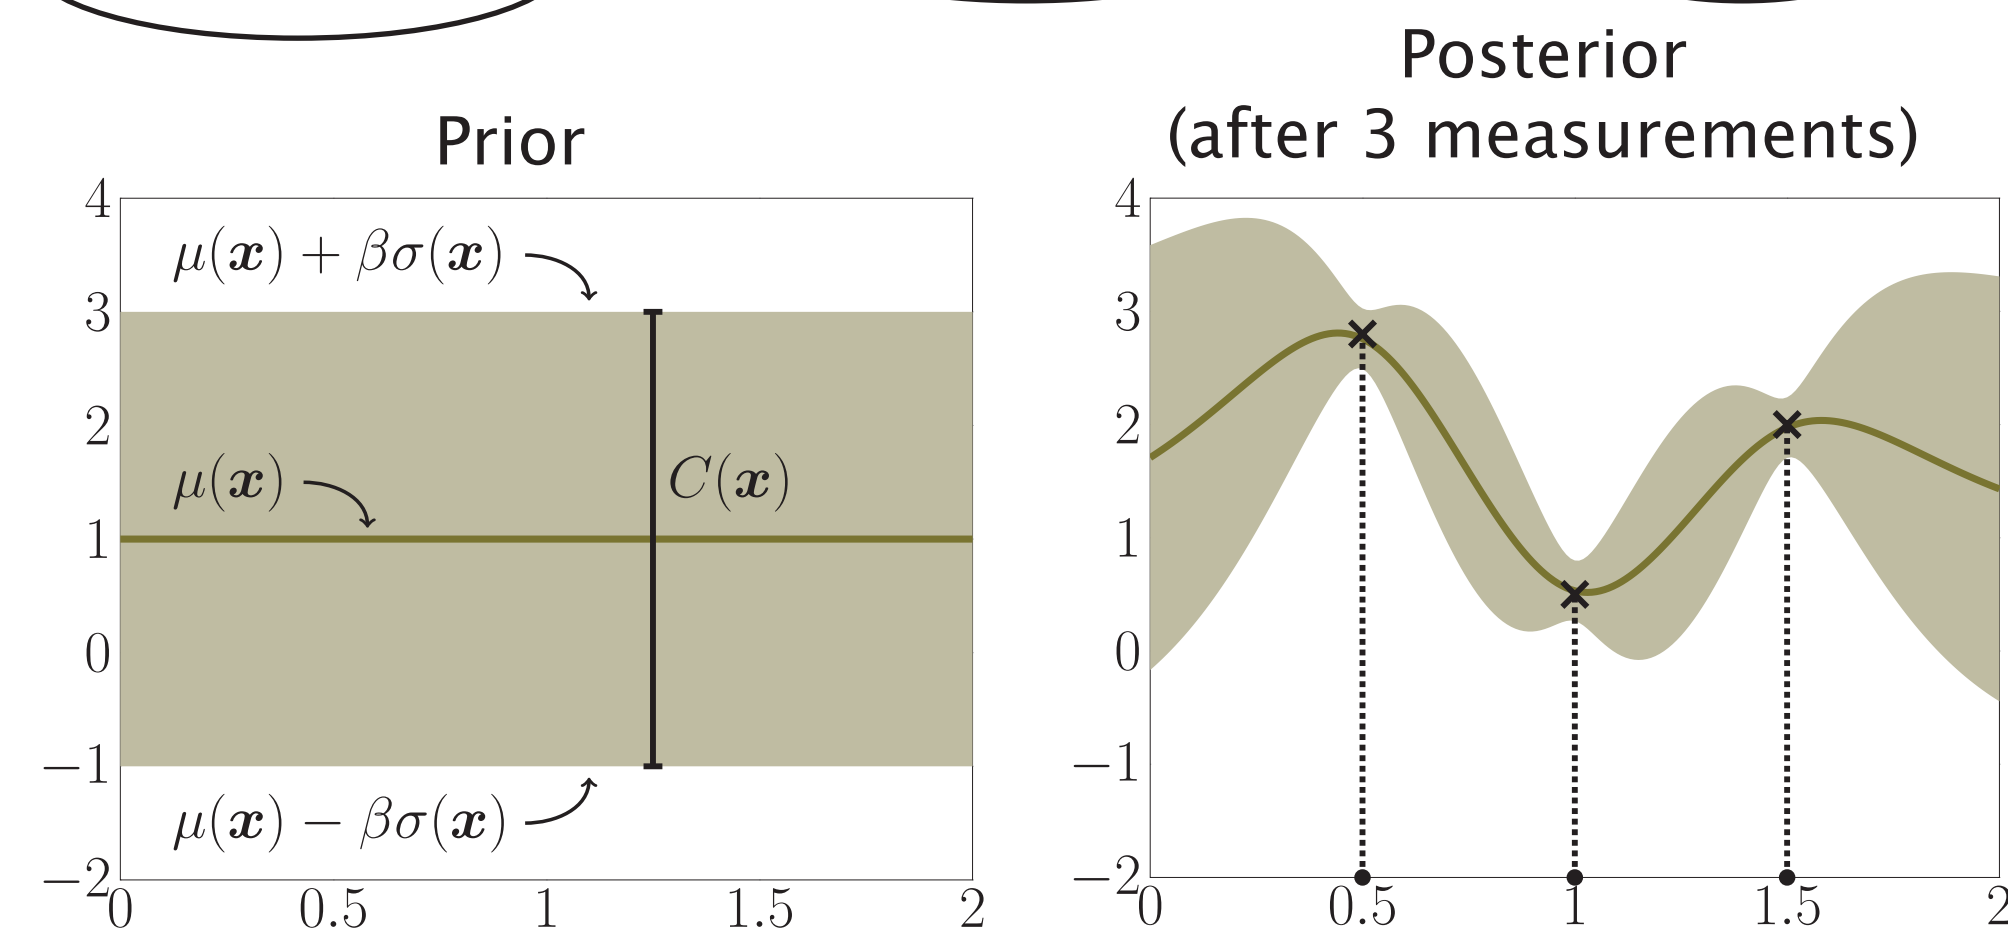 Prior
4
μ(x) + βσ(x)
3
2
μ(x)
C(x)
1
0
−1
μ(x) − βσ(x)
−2
0 0.5 1 1.5 2
Posterior
(after 3 measurements)
4
3
2
1
0
−1
−2
0 0.5 1 1.5 2